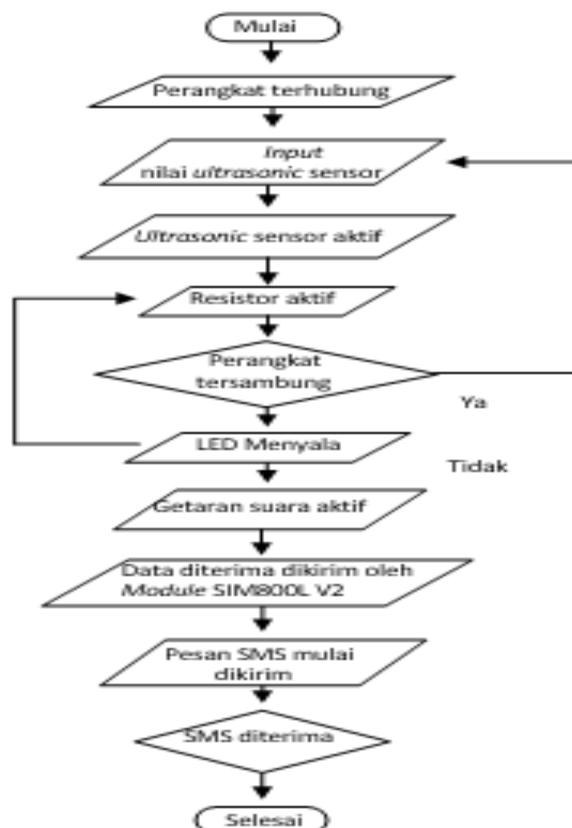 Mulai
Perangkat terhubung
Input
nilai ultrasonic sensor
Ultrasonic sensor aktif
Resistor aktif
Perangkat
tersambung
Ya
LED Menyala
Tidak
Getaran suara aktif
Data diterima dikirim oleh
Module SIM800L V2
Pesan SMS mulai
dikirim
SMS diterima
Selesai